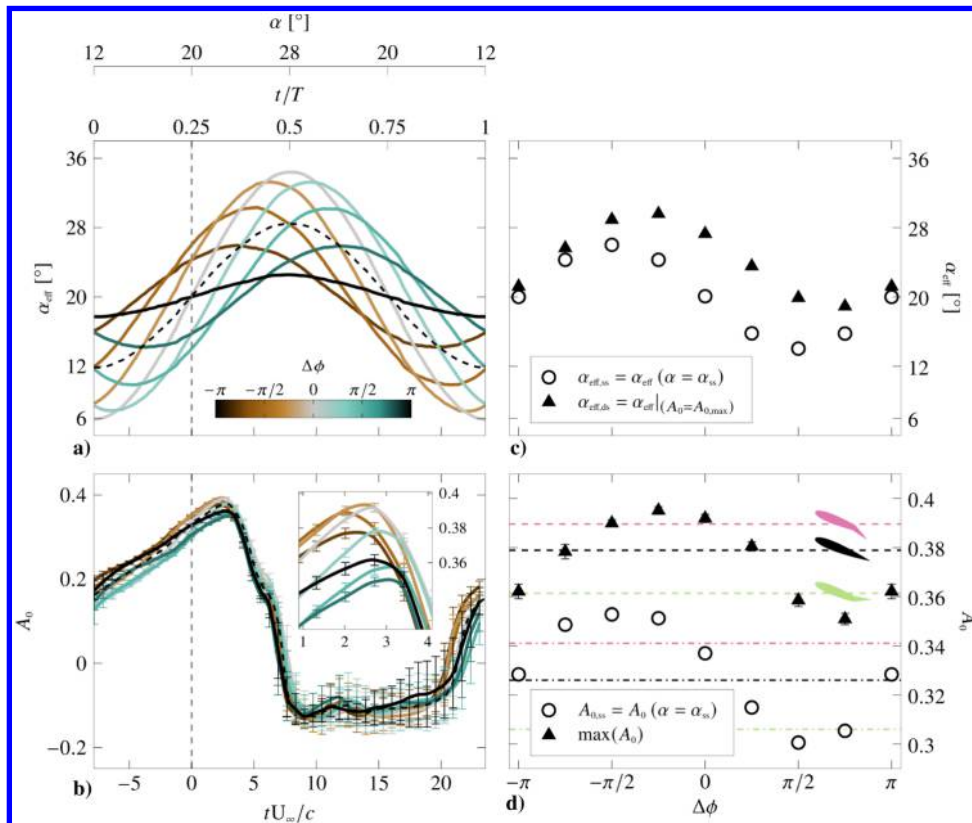 α [°]
12 20 28 20 12
t/T
0 0.25 0.5 0.75 1
36
28
20
12
4
α_eff [°]
Δϕ
−π −π/2 0 π/2 π
a)
36
28
20
12
4
α_eff [°]
α_eff,ss = α_eff (α = α_ss)
α_eff,ds = α_eff|(A_0=A_0,max)
c)
0.4
0.2
0
−0.2
A_0
0.4
0.38
0.36
1 2 3 4
−5 0 5 10 15 20
b)
tU_∞/c
0.4
0.38
0.36
0.34
0.32
0.3
A_0
A_0,ss = A_0 (α = α_ss)
max(A_0)
−π −π/2 0 π/2 π
d)
Δϕ